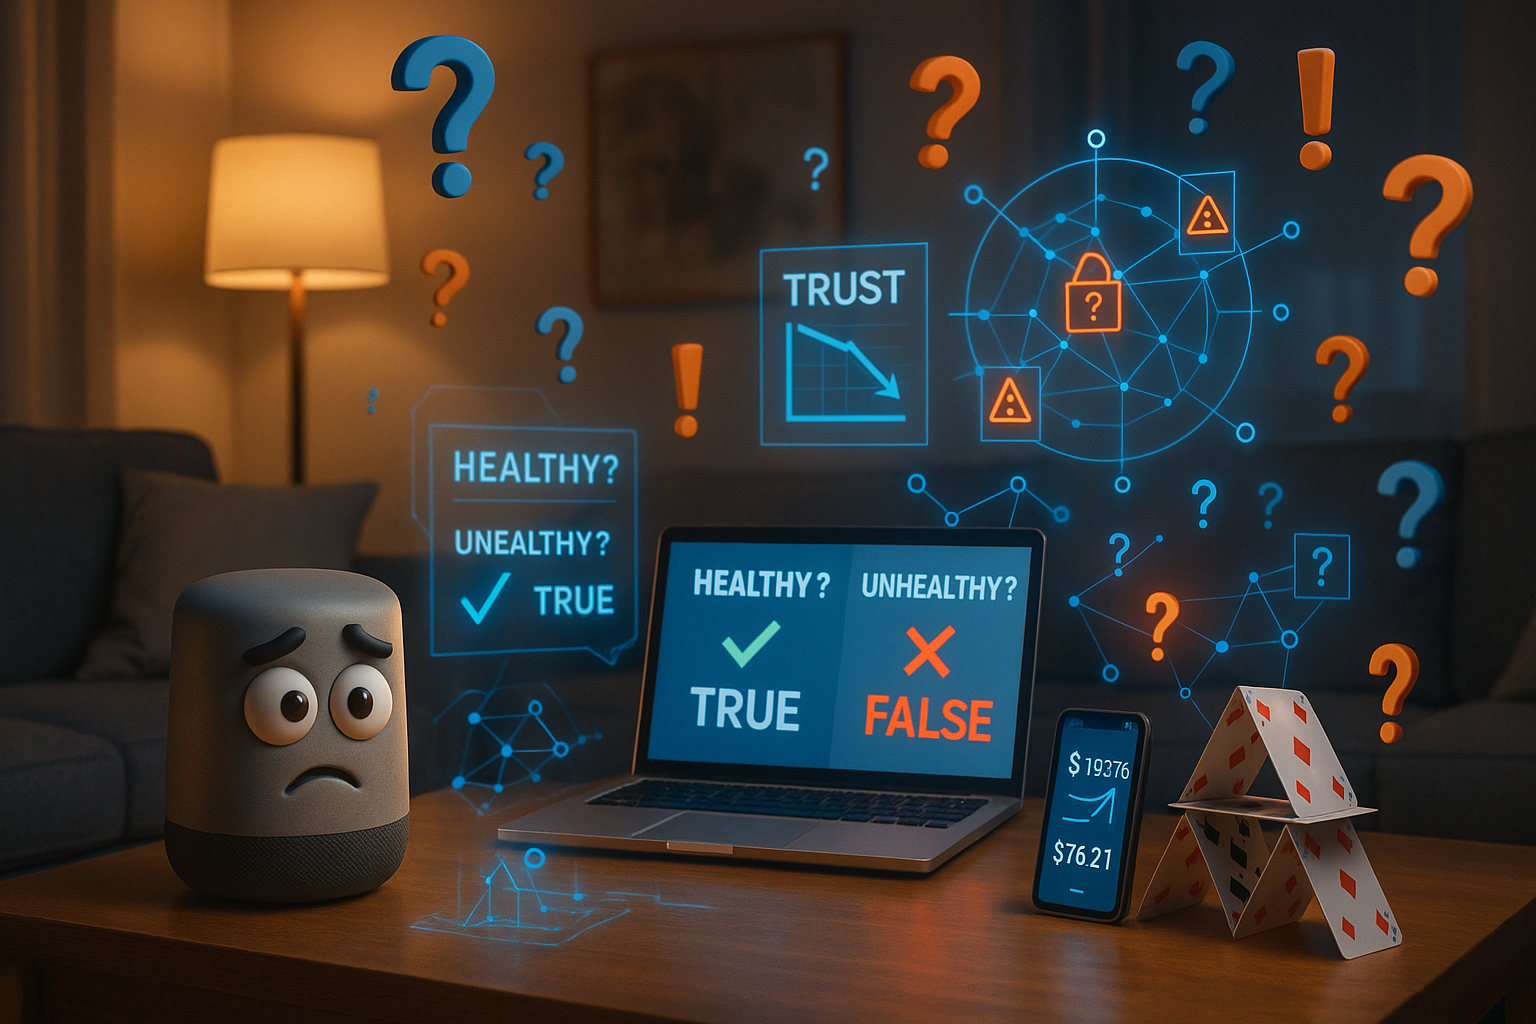 TRUST
HEALTHY?
UNEALTHY?
✓ TRUE
HEALTHY?
TRUE
UNHEALTHY?
FALSE
$ 19376
$76.21